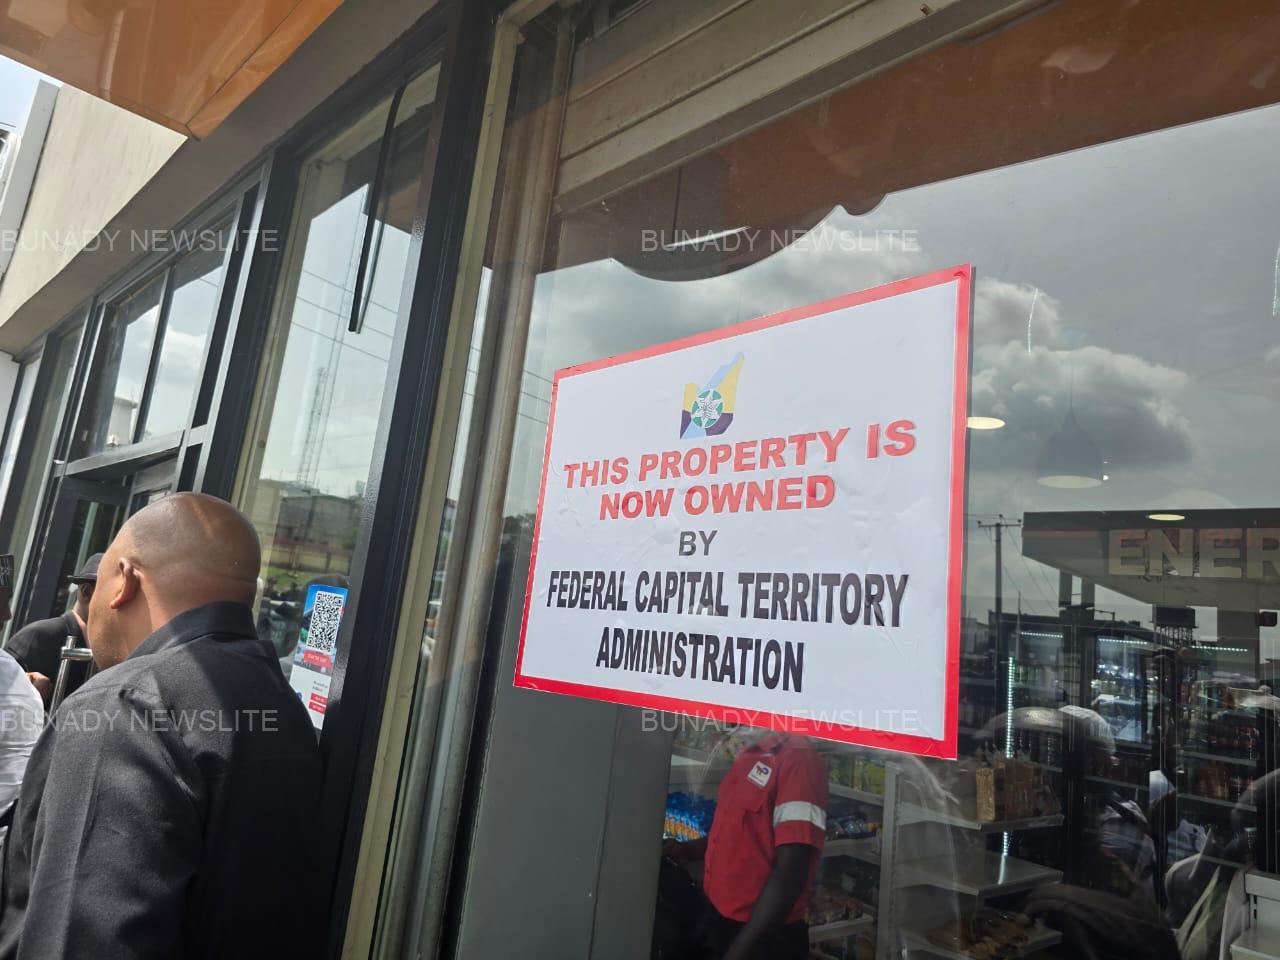 BUNADY NEWSLITE
BUNADY NEWSLITE
THIS PROPERTY IS
NOW OWNED
BY
FEDERAL CAPITAL TERRITORY
ADMINISTRATION
ENER
BUNADY NEWSLITE
BUNADY NEWSLITE